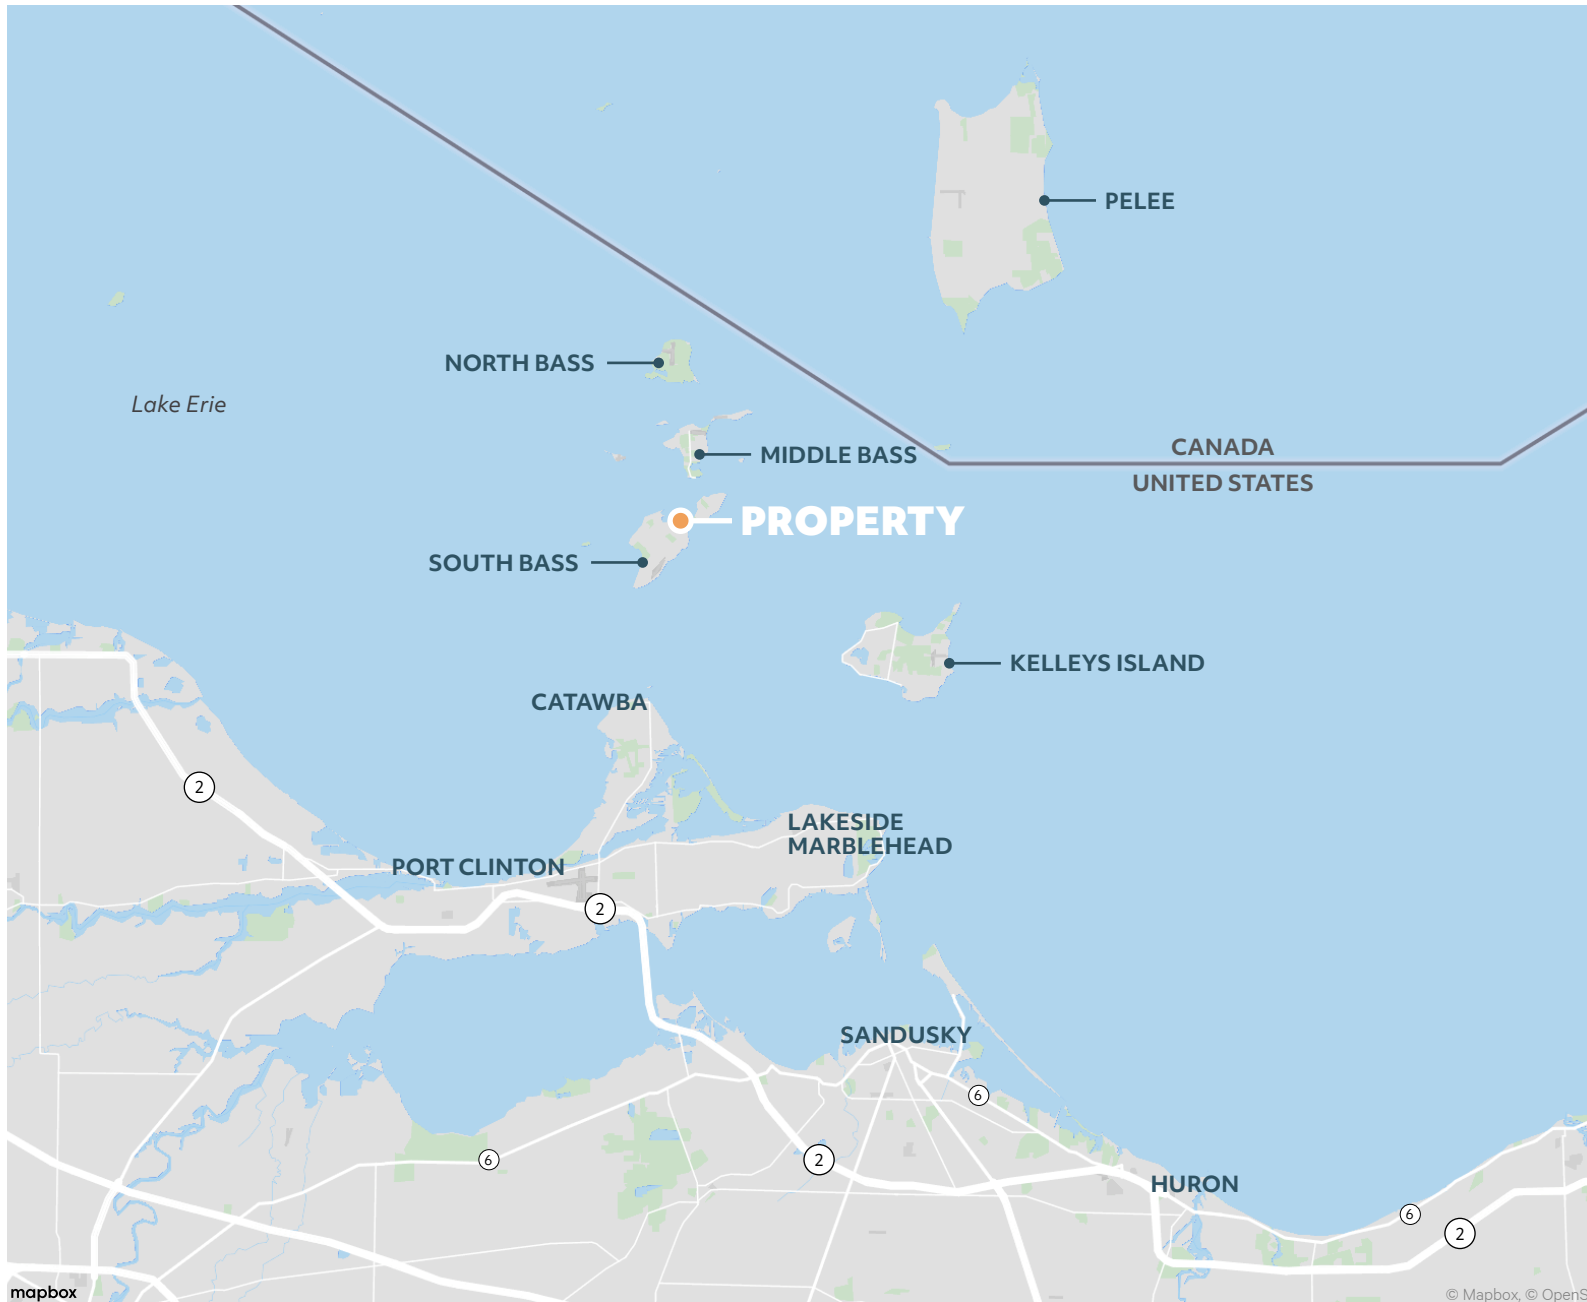 PELEE
NORTH BASS
Lake Erie
CANADA
MIDDLE BASS
UNITED STATES
PROPERTY
SOUTH BASS
KELLEYS ISLAND
CATAWBA
2
LAKESIDE
MARBLEHEAD
PORT CLINTON
2
SANDUSKY
6
6
2
HURON
6
2
mapbox
© Mapbox, © OpenS